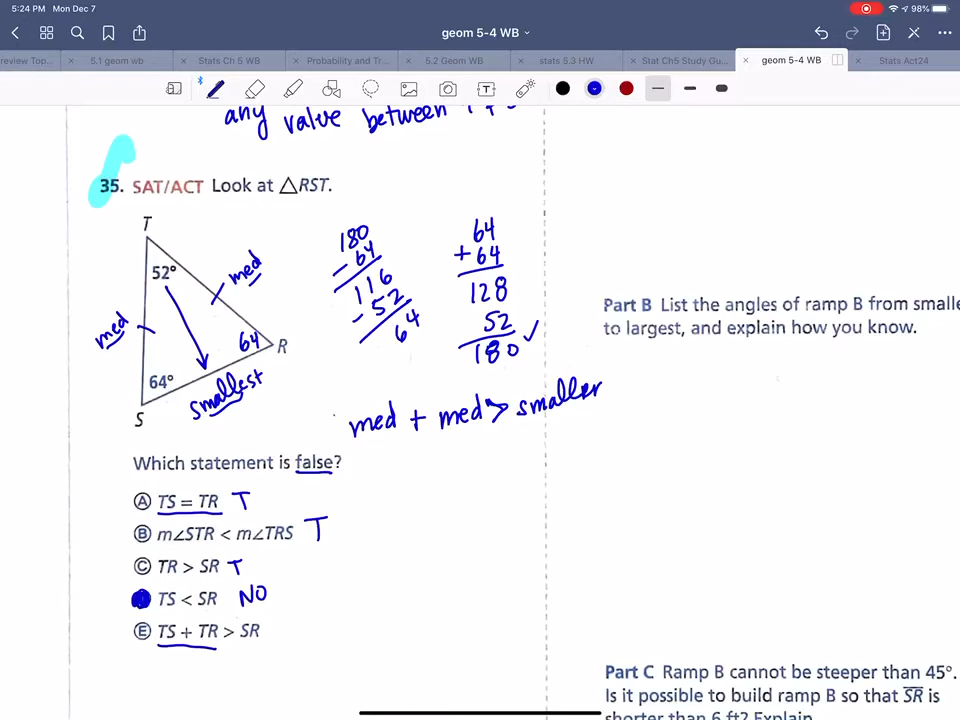 5:24 PM Mon Dec 7
98%
geom 5-4 WB
review Top...
5.1 geom wb
Stats Ch 5 WB
Probability and Tr...
5.2 Geom WB
stats 5.3 HW
Stat Ch5 Study Gu...
geom 5-4 WB
Stats Act24
any value between
35. SAT/ACT Look at △RST.
T
52°
med
med
64
R
64°
S
smallest
180
- 64
116
- 52
64
64
+ 64
128
52
180 ✓
med + med > smaller
Which statement is false?
Ⓐ TS = TR T
Ⓑ m∠STR < m∠TRS T
Ⓒ TR > SR T
TS < SR NO
Ⓔ TS + TR > SR
Part B List the angles of ramp B from smalle
to largest, and explain how you know.
Part C Ramp B cannot be steeper than 45°.
Is it possible to build ramp B so that SR is
shorter than 6 ft? Explain